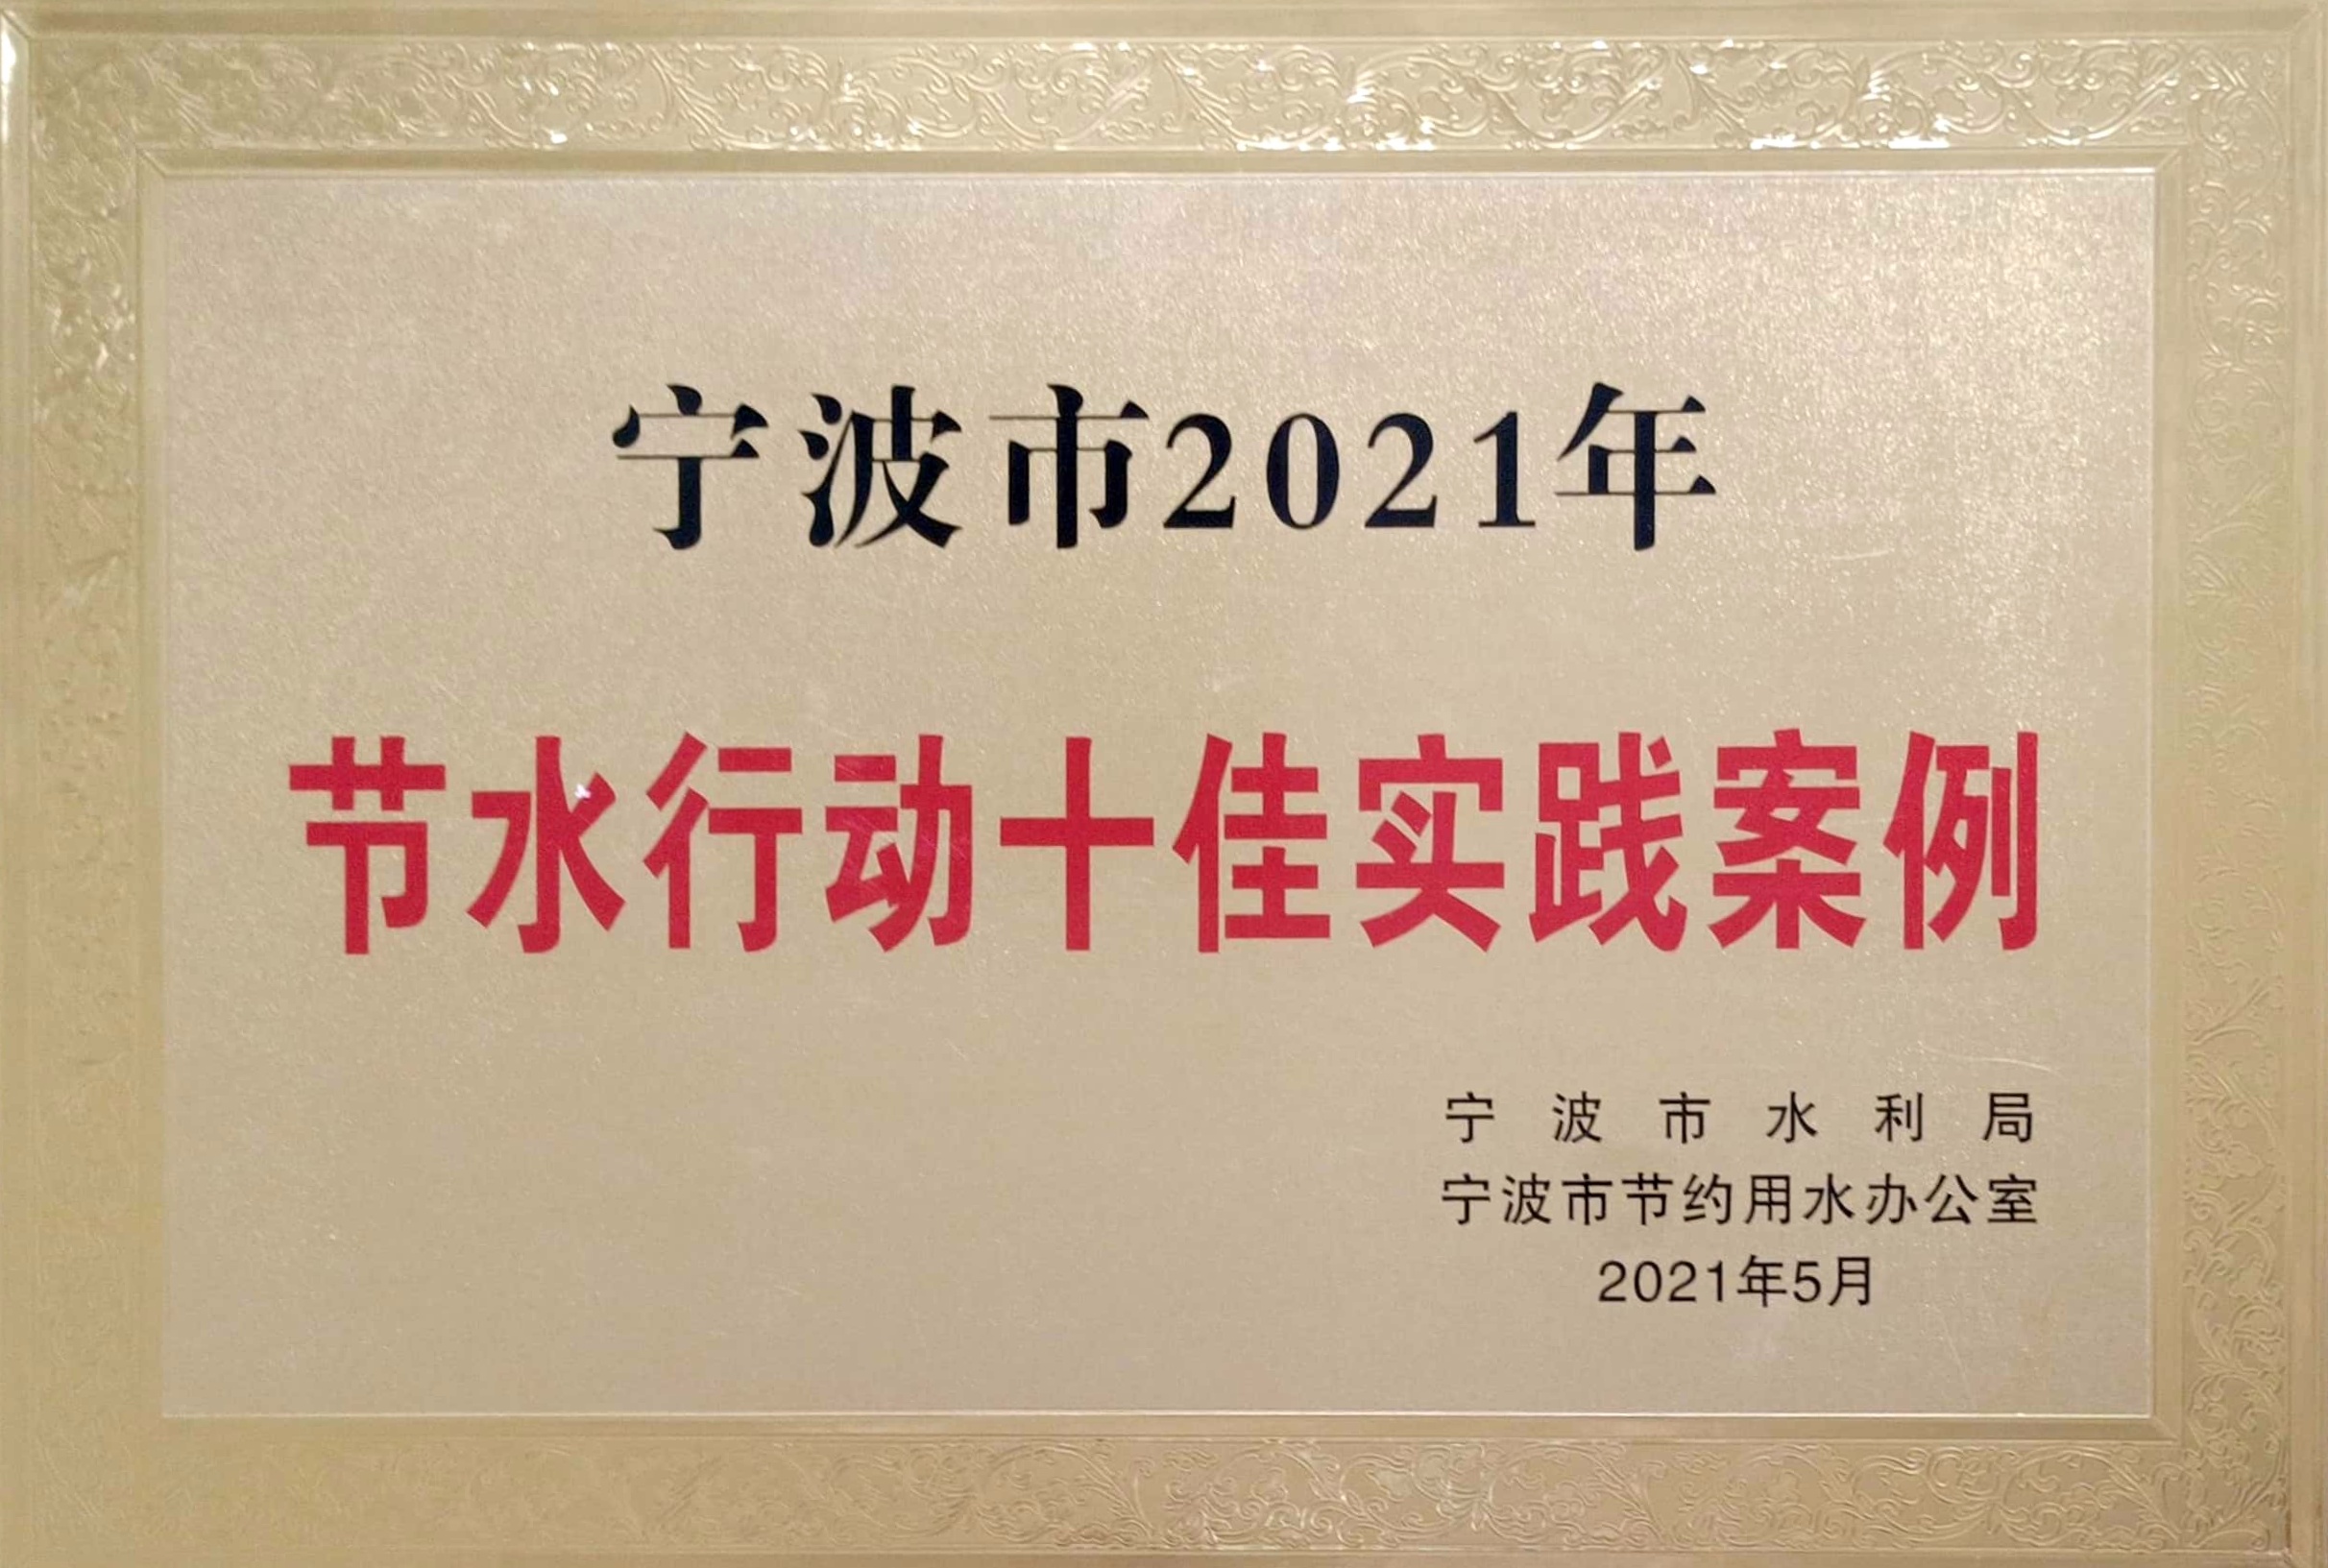 宁波市2021年
节水行动十佳实践案例
宁波市水利局
宁波市节约用水办公室
2021年5月